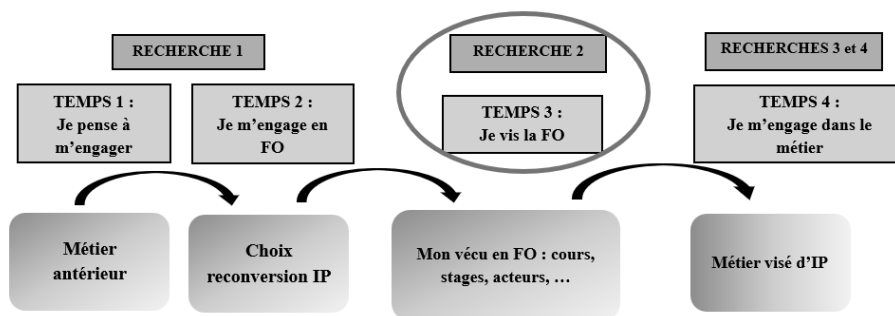 RECHERCHE 1
RECHERCHE 2
RECHERCHES 3 et 4
TEMPS 1 :
Je pense à
m'engager
TEMPS 2 :
Je m'engage en
FO
TEMPS 3 :
Je vis la FO
TEMPS 4 :
Je m'engage dans le
métier
Métier
antérieur
Choix
reconversion IP
Mon vécu en FO : cours,
stages, acteurs, …
Métier visé d'IP